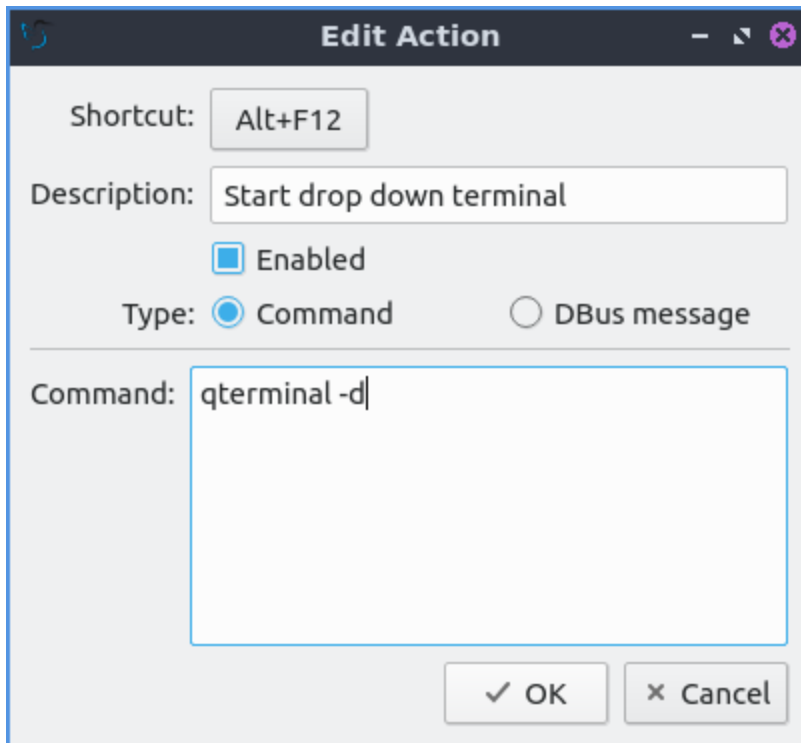 Edit Action
Shortcut: Alt+F12
Description: Start drop down terminal
Enabled
Type: Command DBus message
Command: qterminal -d
OK Cancel